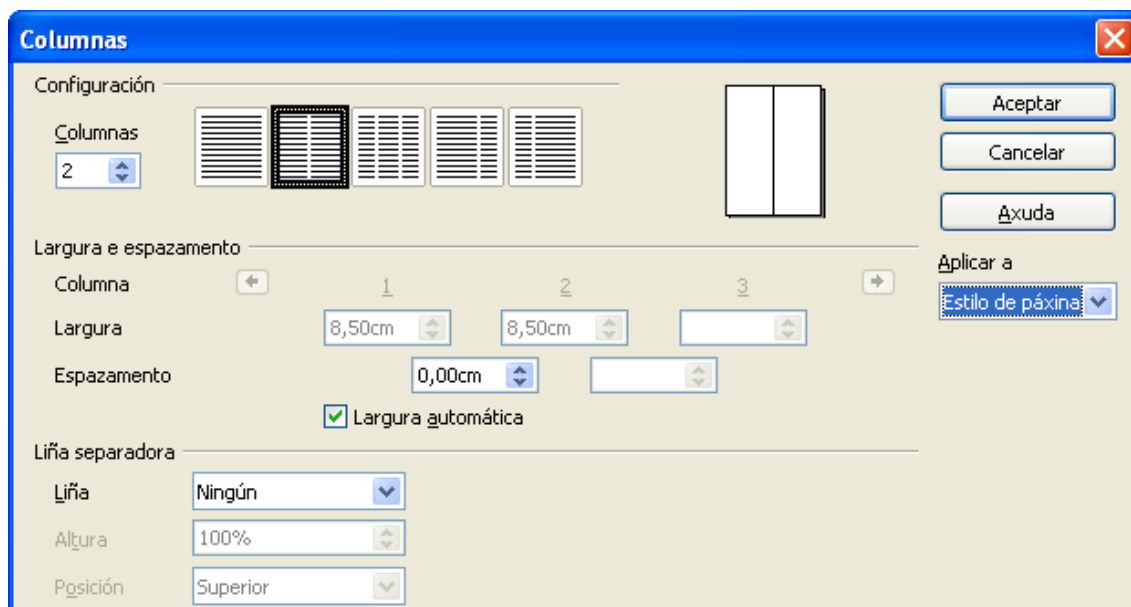 Columnas
Configuración
Columnas
2
Aceptar
Cancelar
Axuda
Largura e espazamento
Aplicar a
Estilo de páxina
Columna 1 2 3
Largura 8,50cm 8,50cm
Espazamento 0,00cm
Largura automática
Liña separadora
Liña Ningún
Altura 100%
Posición Superior